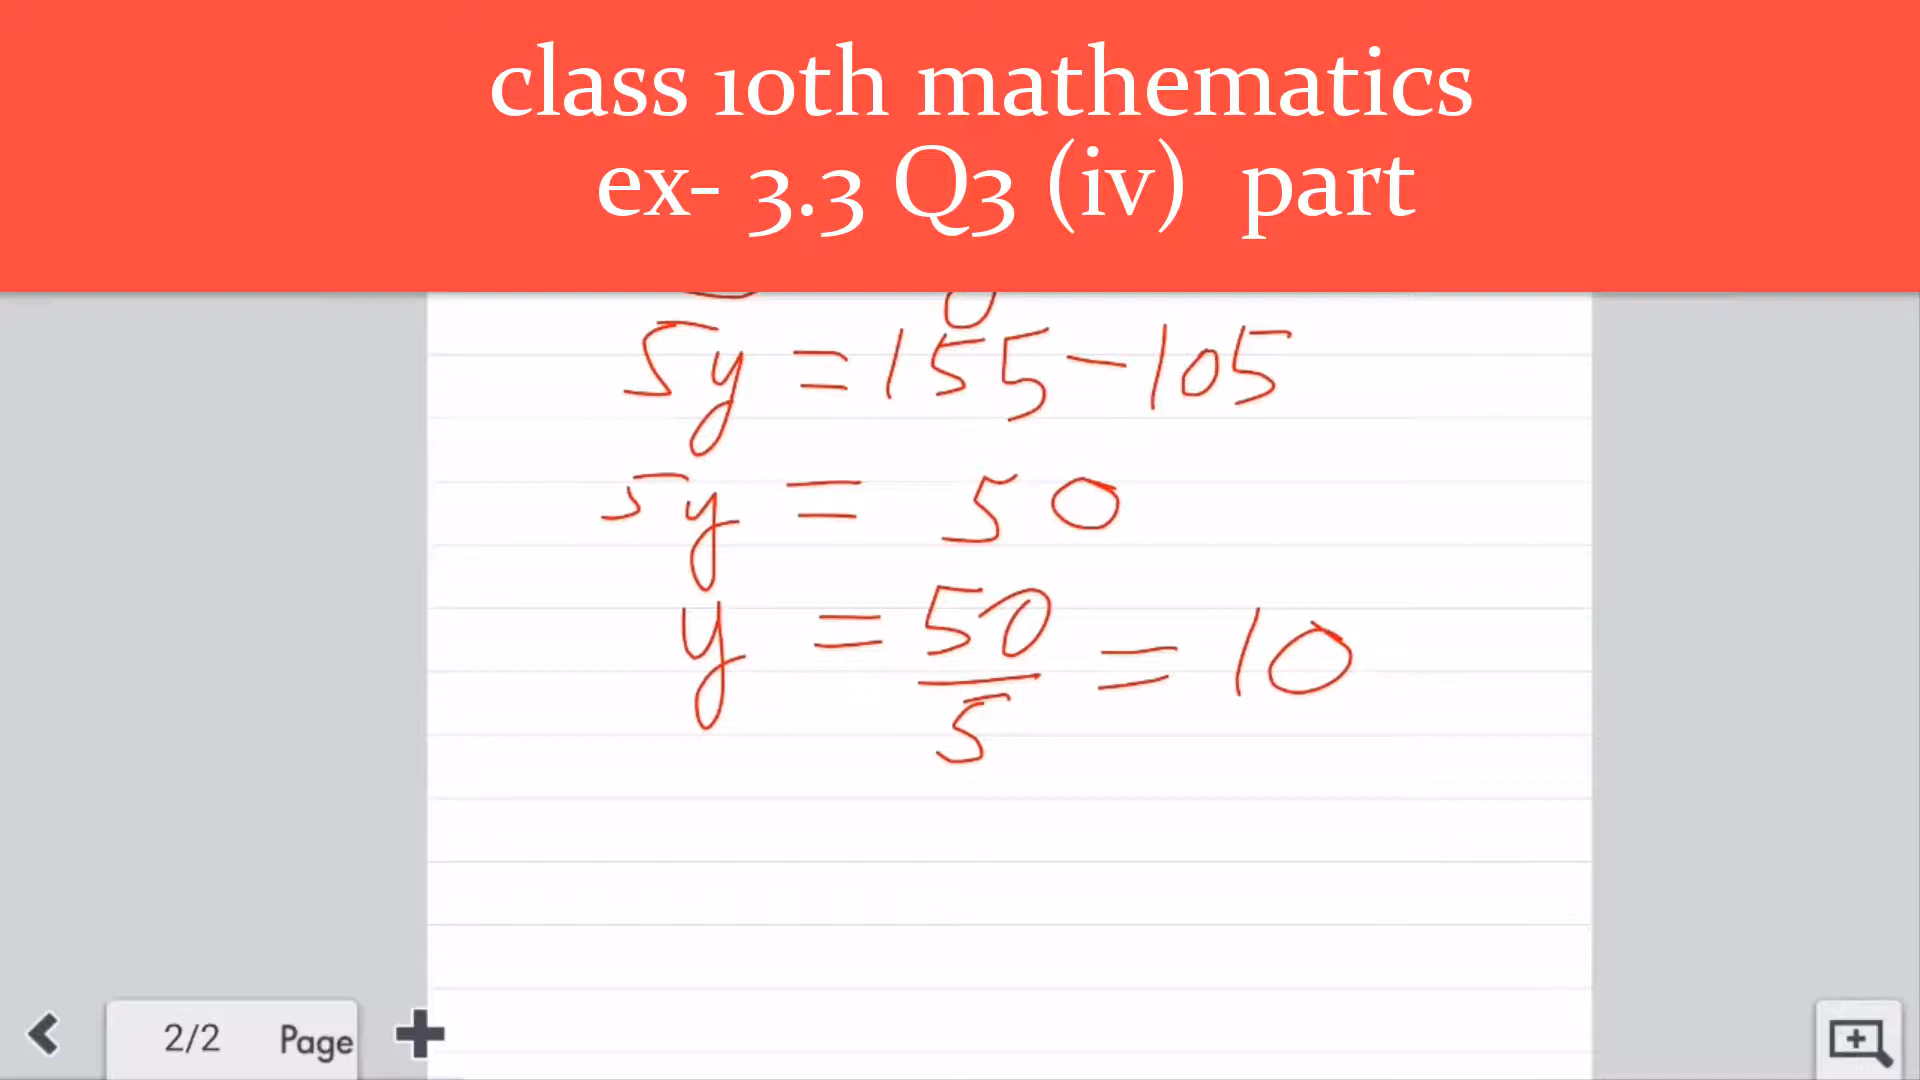 class 10th mathematics
ex- 3.3 Q3 (iv) part
5y = 155 - 105
5y = 50
y = 50/5 = 10
2/2 Page